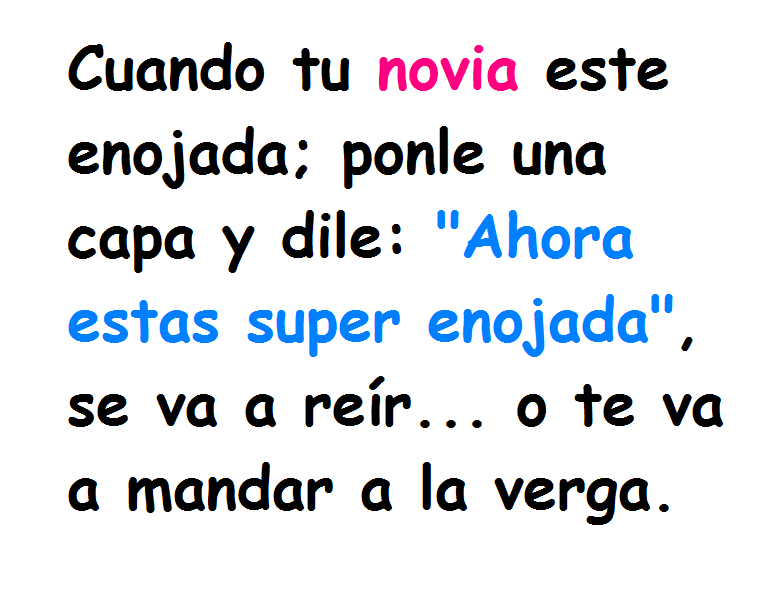 Cuando tu novia este
enojada; ponle una
capa y dile: "Ahora
estas super enojada",
se va a reír... o te va
a mandar a la verga.